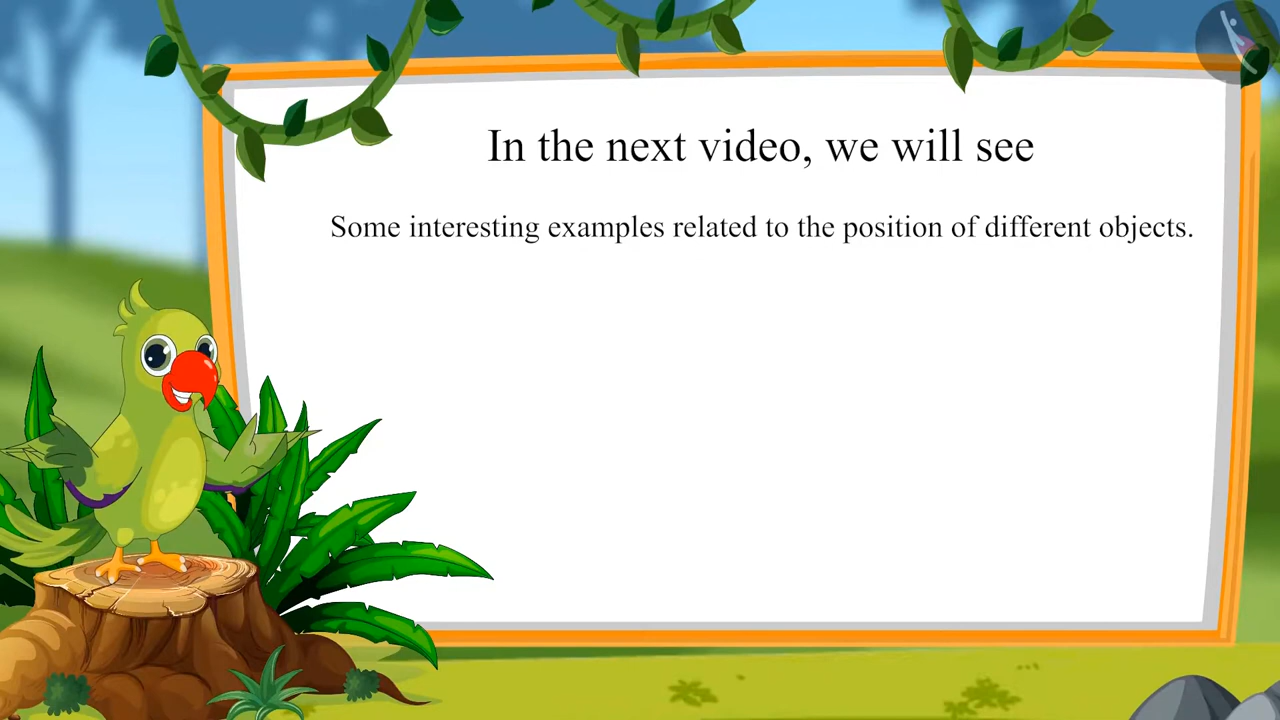 In the next video, we will see
Some interesting examples related to the position of different objects.